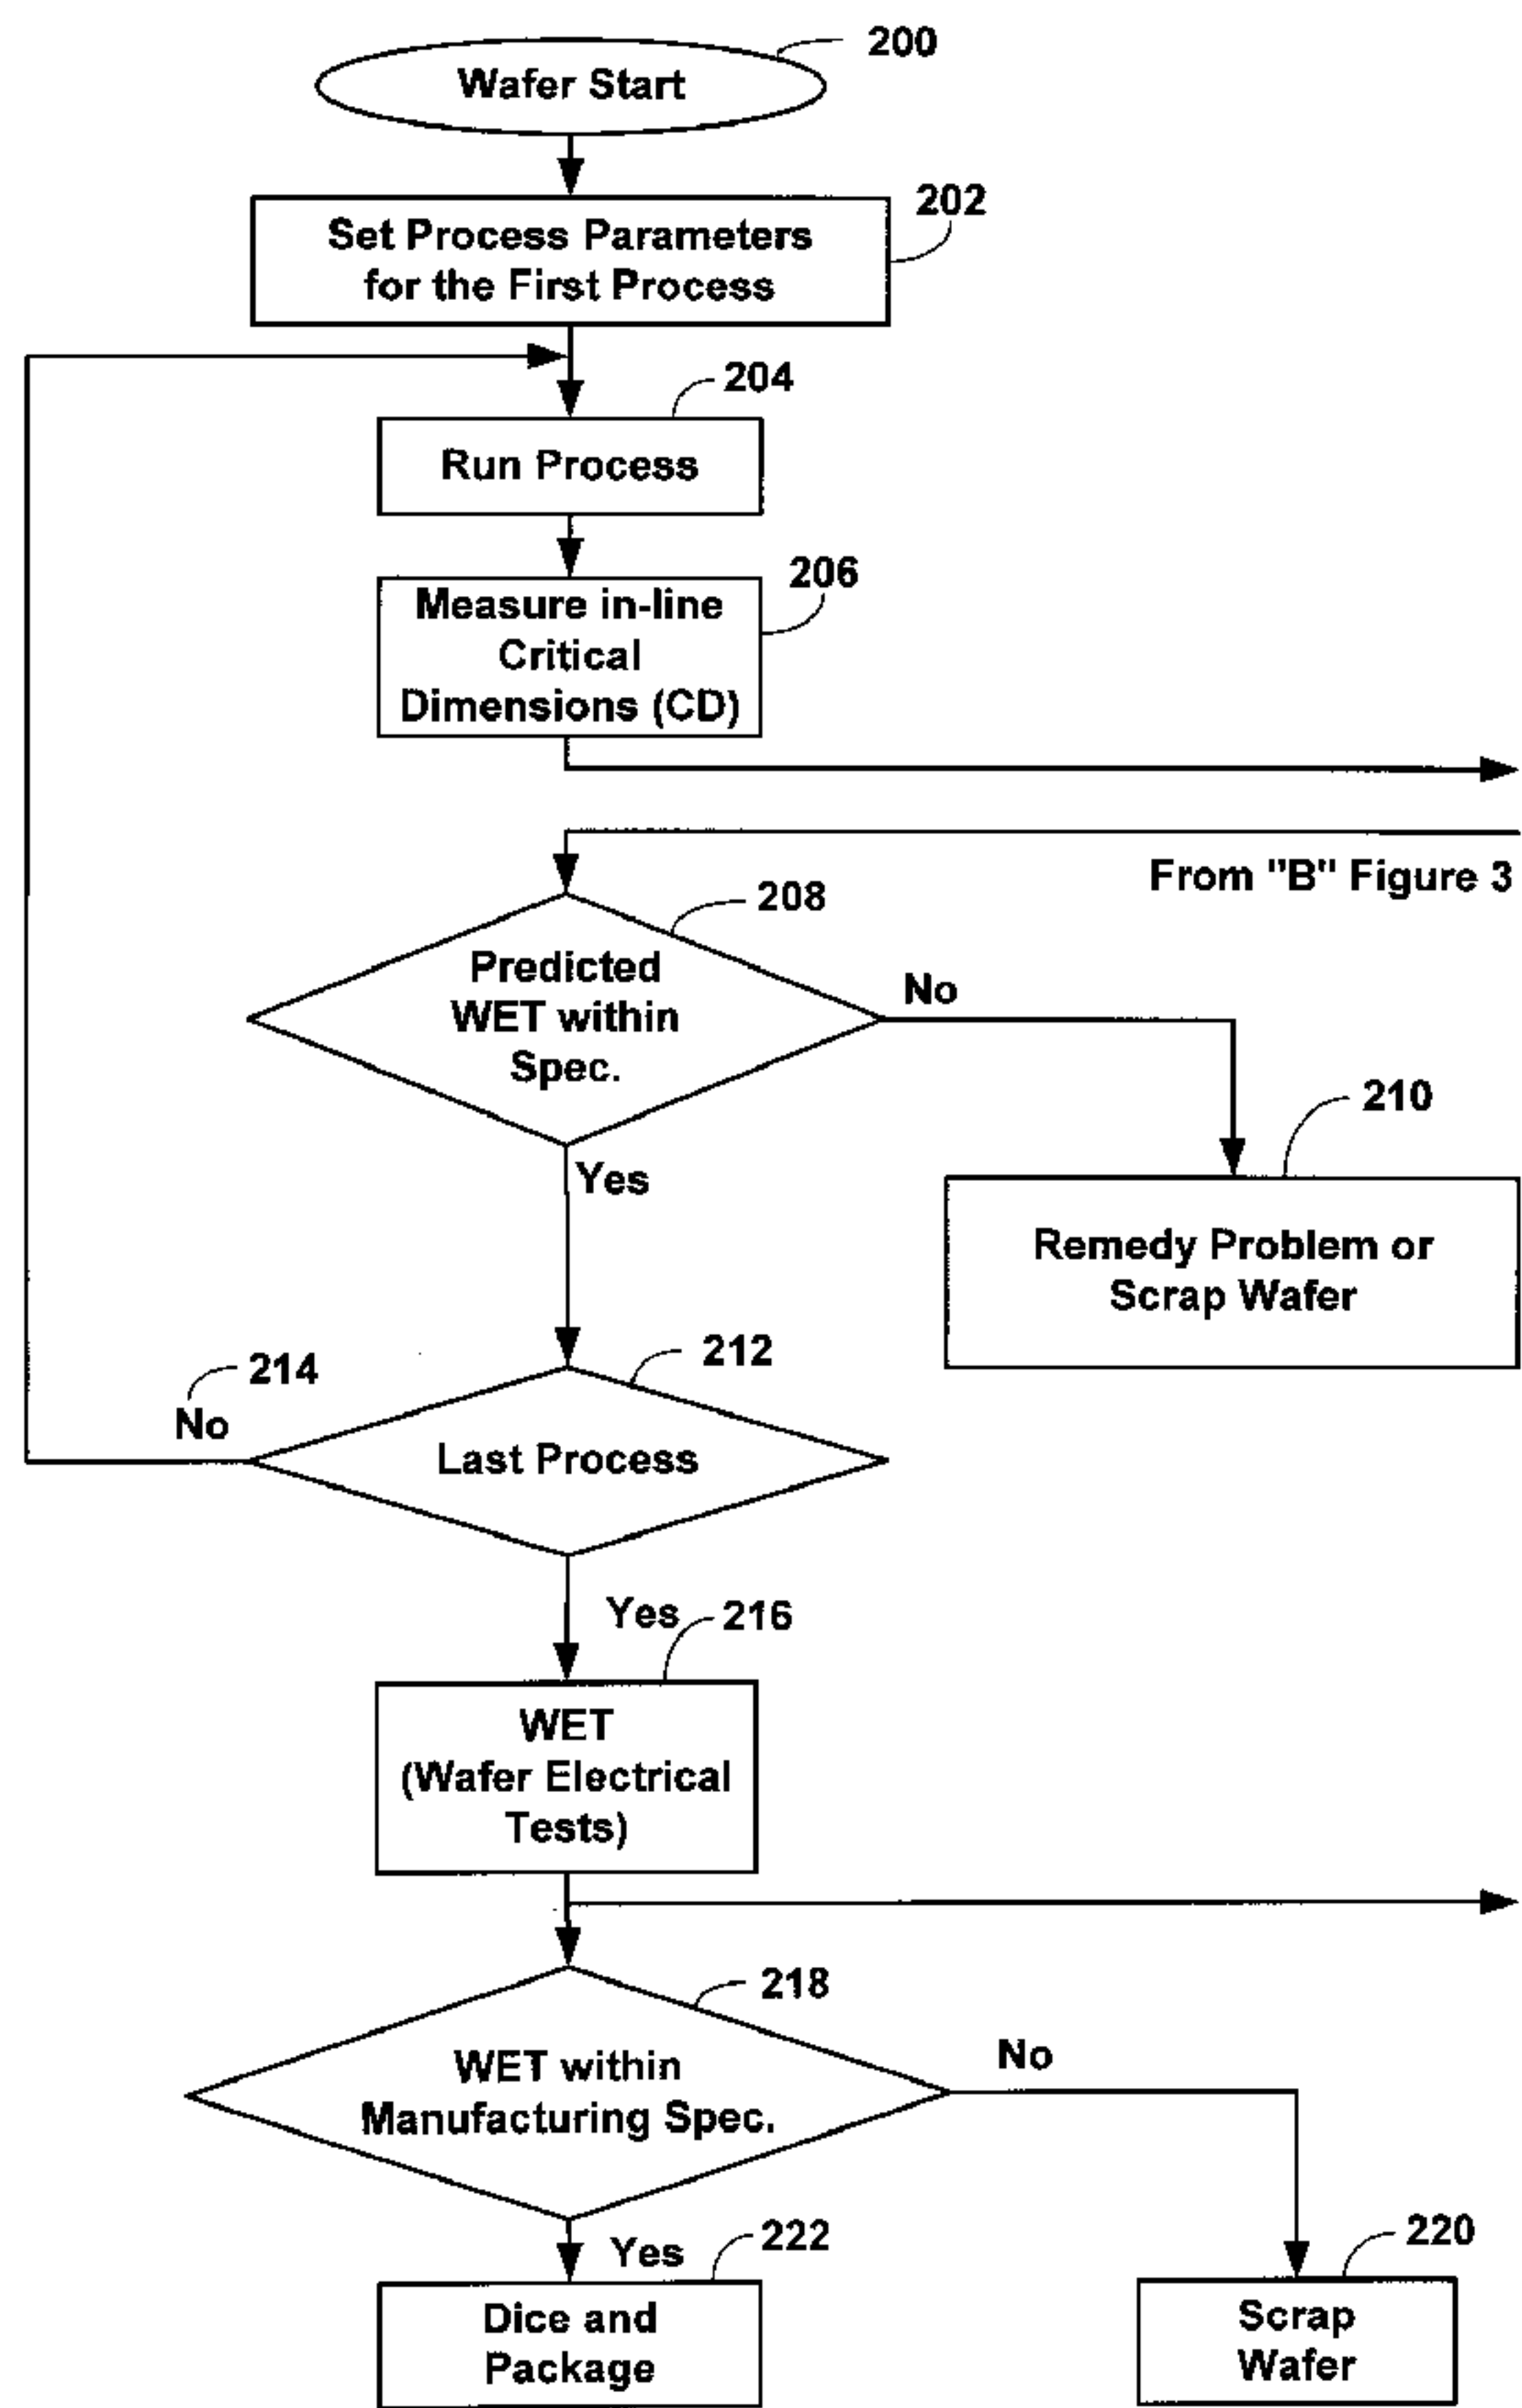 200
Wafer Start
202
Set Process Parameters
for the First Process
204
Run Process
206
Measure in-line
Critical
Dimensions (CD)
From "B" Figure 3
208
Predicted
WET within
Spec.
No
210
Yes
Remedy Problem or
Scrap Wafer
212
214
No
Last Process
Yes
216
WET
(Wafer Electrical
Tests)
218
WET within
Manufacturing Spec.
No
Yes
222
220
Dice and
Package
Scrap
Wafer